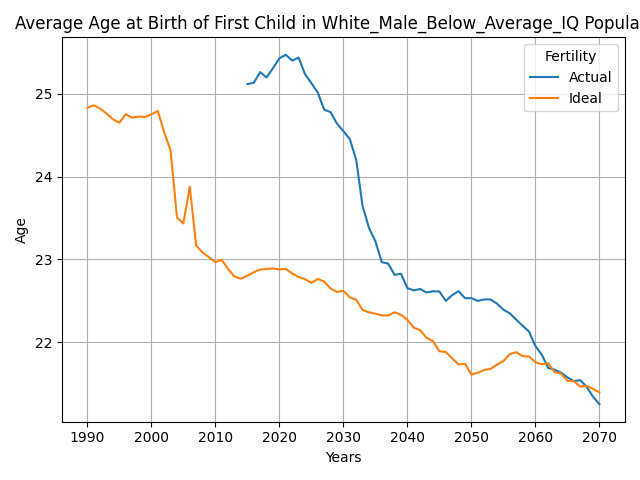 Average Age at Birth of First Child in White_Male_Below_Average_IQ Popula
Fertility
Actual
Ideal
Age
25
24
23
22
1990 2000 2010 2020 2030 2040 2050 2060 2070
Years